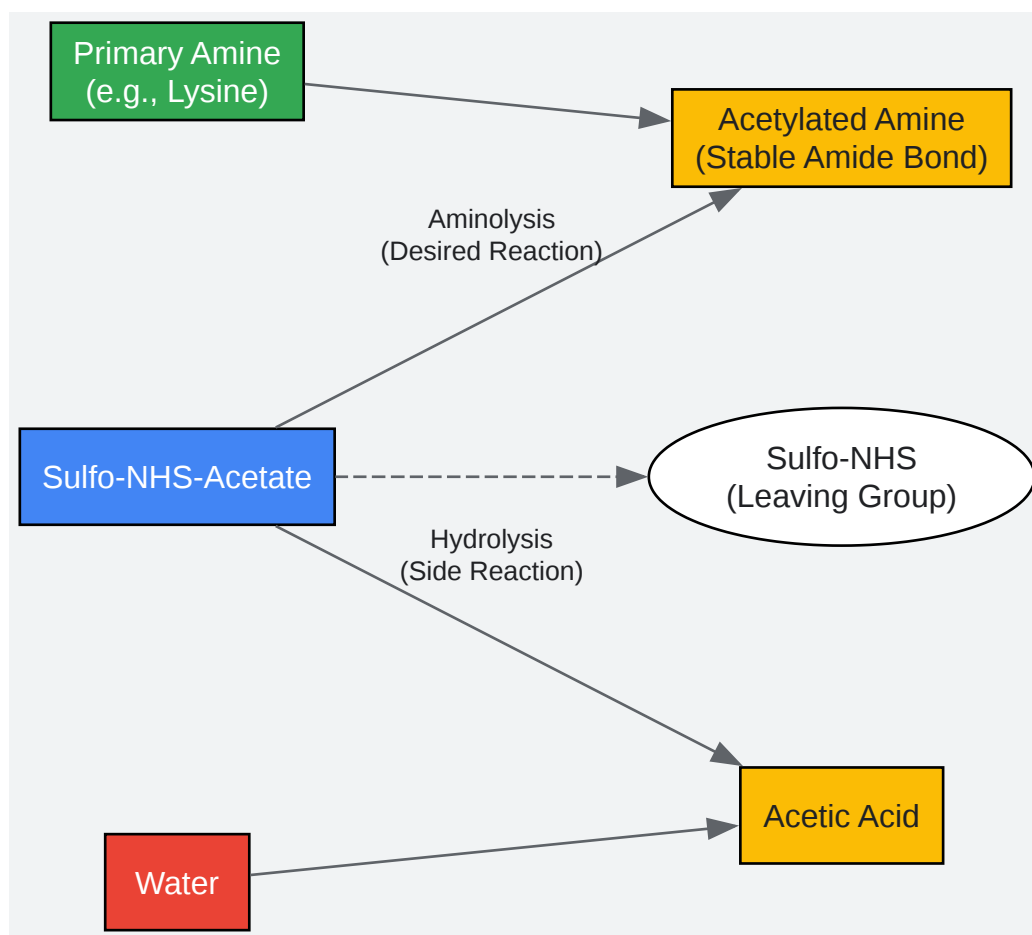 Primary Amine
(e.g., Lysine)
Acetylated Amine
(Stable Amide Bond)
Aminolysis
(Desired Reaction)
Sulfo-NHS-Acetate
Sulfo-NHS
(Leaving Group)
Hydrolysis
(Side Reaction)
Acetic Acid
Water